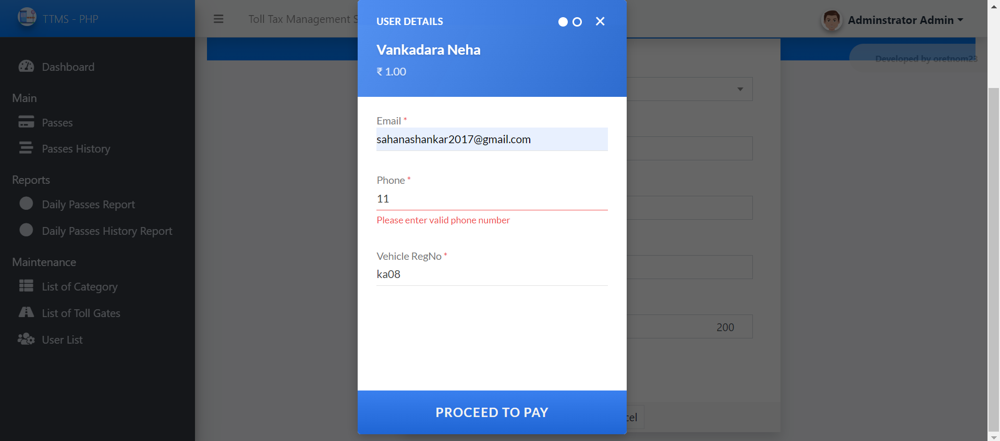 TTMS - PHP
Toll Tax Management S
Adminstrator Admin
Developed by oretnom23
Dashboard
Main
Passes
Passes History
Reports
Daily Passes Report
Daily Passes History Report
Maintenance
List of Category
List of Toll Gates
User List
USER DETAILS
Vankadara Neha
₹ 1.00
Email *
sahanashankar2017@gmail.com
Phone *
11
Please enter valid phone number
Vehicle RegNo *
ka08
200
PROCEED TO PAY
cel